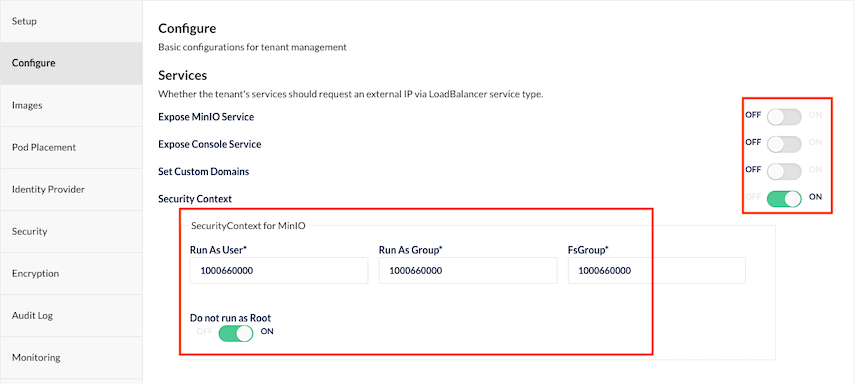 Setup
Configure
Images
Pod Placement
Identity Provider
Security
Encryption
Audit Log
Monitoring
Configure
Basic configurations for tenant management
Services
Whether the tenant's services should request an external IP via LoadBalancer service type.
Expose MinIO Service OFF ON
Expose Console Service OFF ON
Set Custom Domains OFF ON
Security Context OFF ON
SecurityContext for MinIO
Run As User* Run As Group* FsGroup*
1000660000 1000660000 1000660000
Do not run as Root
OFF ON